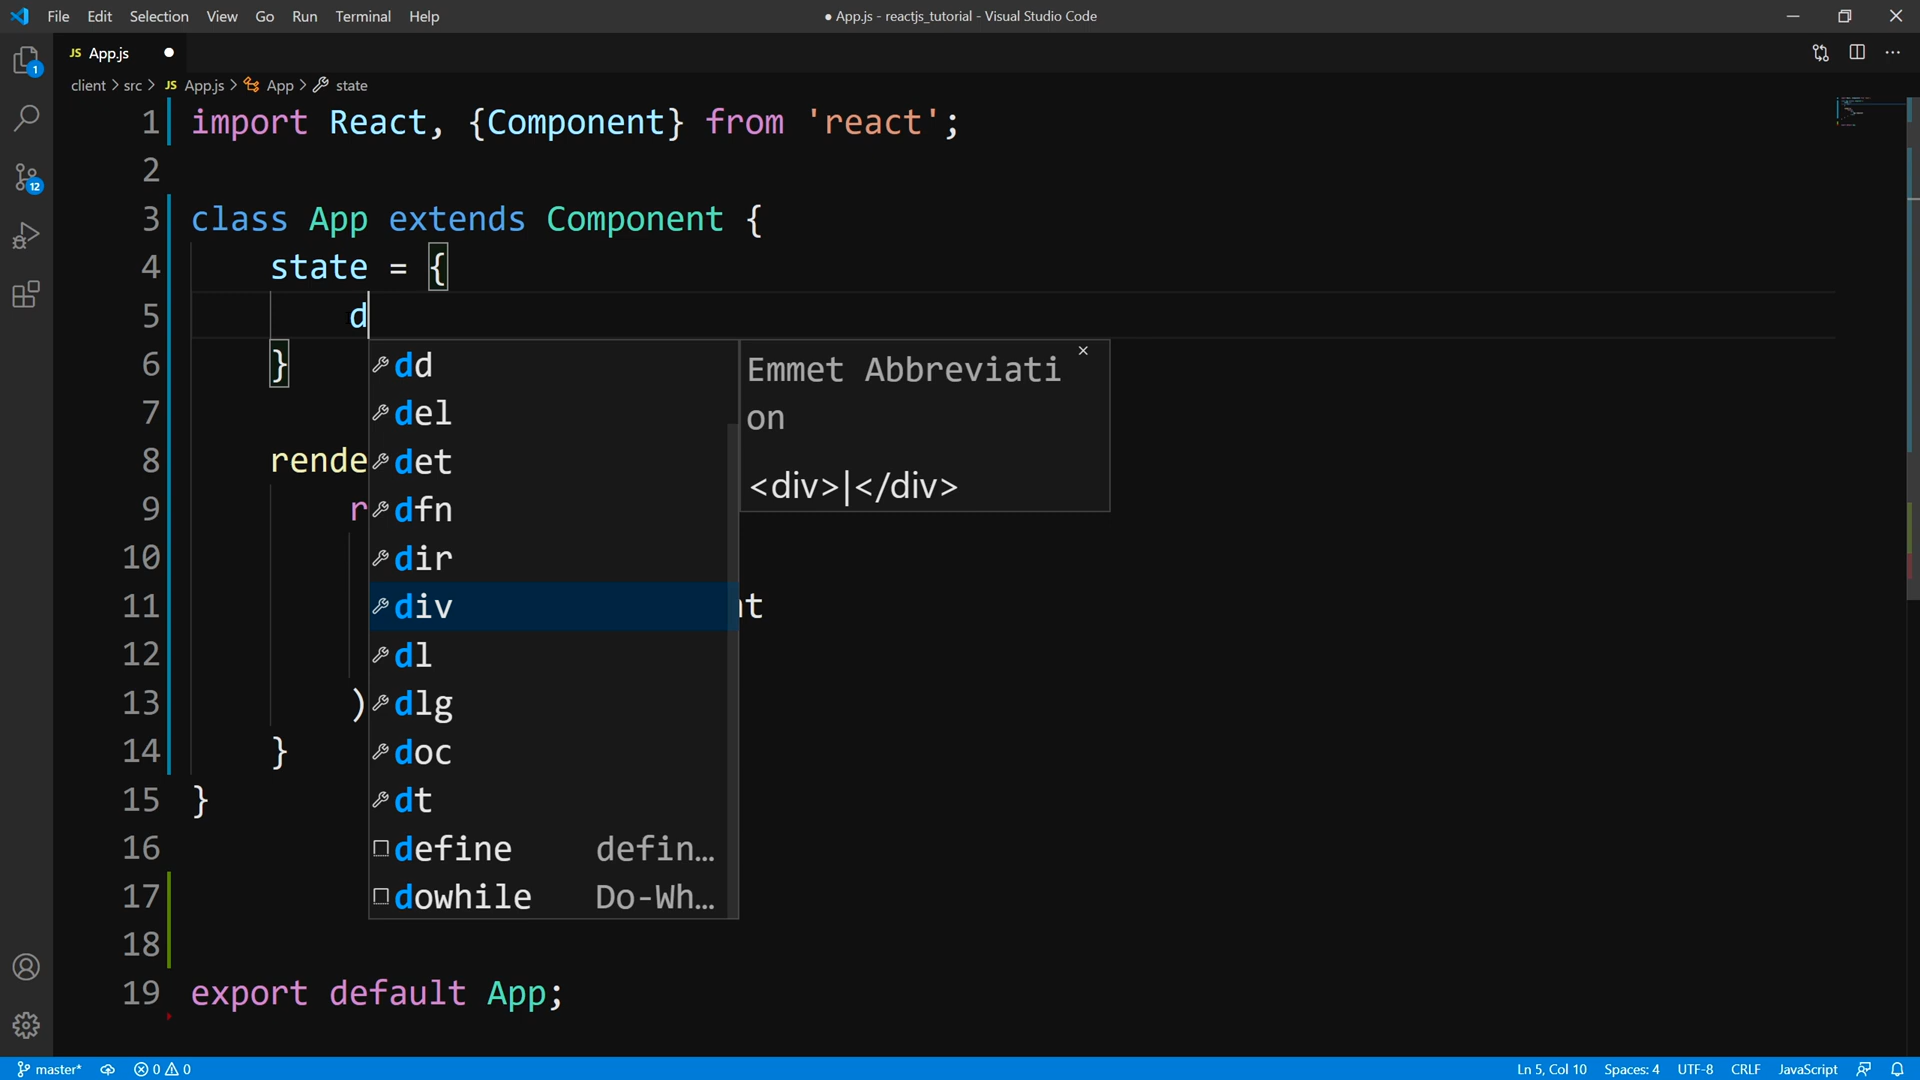 File Edit Selection View Go Run Terminal Help
● App.js - reactjs_tutorial - Visual Studio Code
JS App.js
client > src > JS App.js > App > state
1
12
1 import React, {Component} from 'react';
2
3 class App extends Component {
4 state = {
5 d
6 }
7
8 rende
9 r
10
11 t
12
13 )
14 }
15 }
16
17
18
19 export default App;
dd
del
det
dfn
dir
div
dl
dlg
doc
dt
define defin…
dowhile Do-Wh…
Emmet Abbreviati
on
<div>|</div>
master* 0 0 Ln 5, Col 10 Spaces: 4 UTF-8 CRLF JavaScript